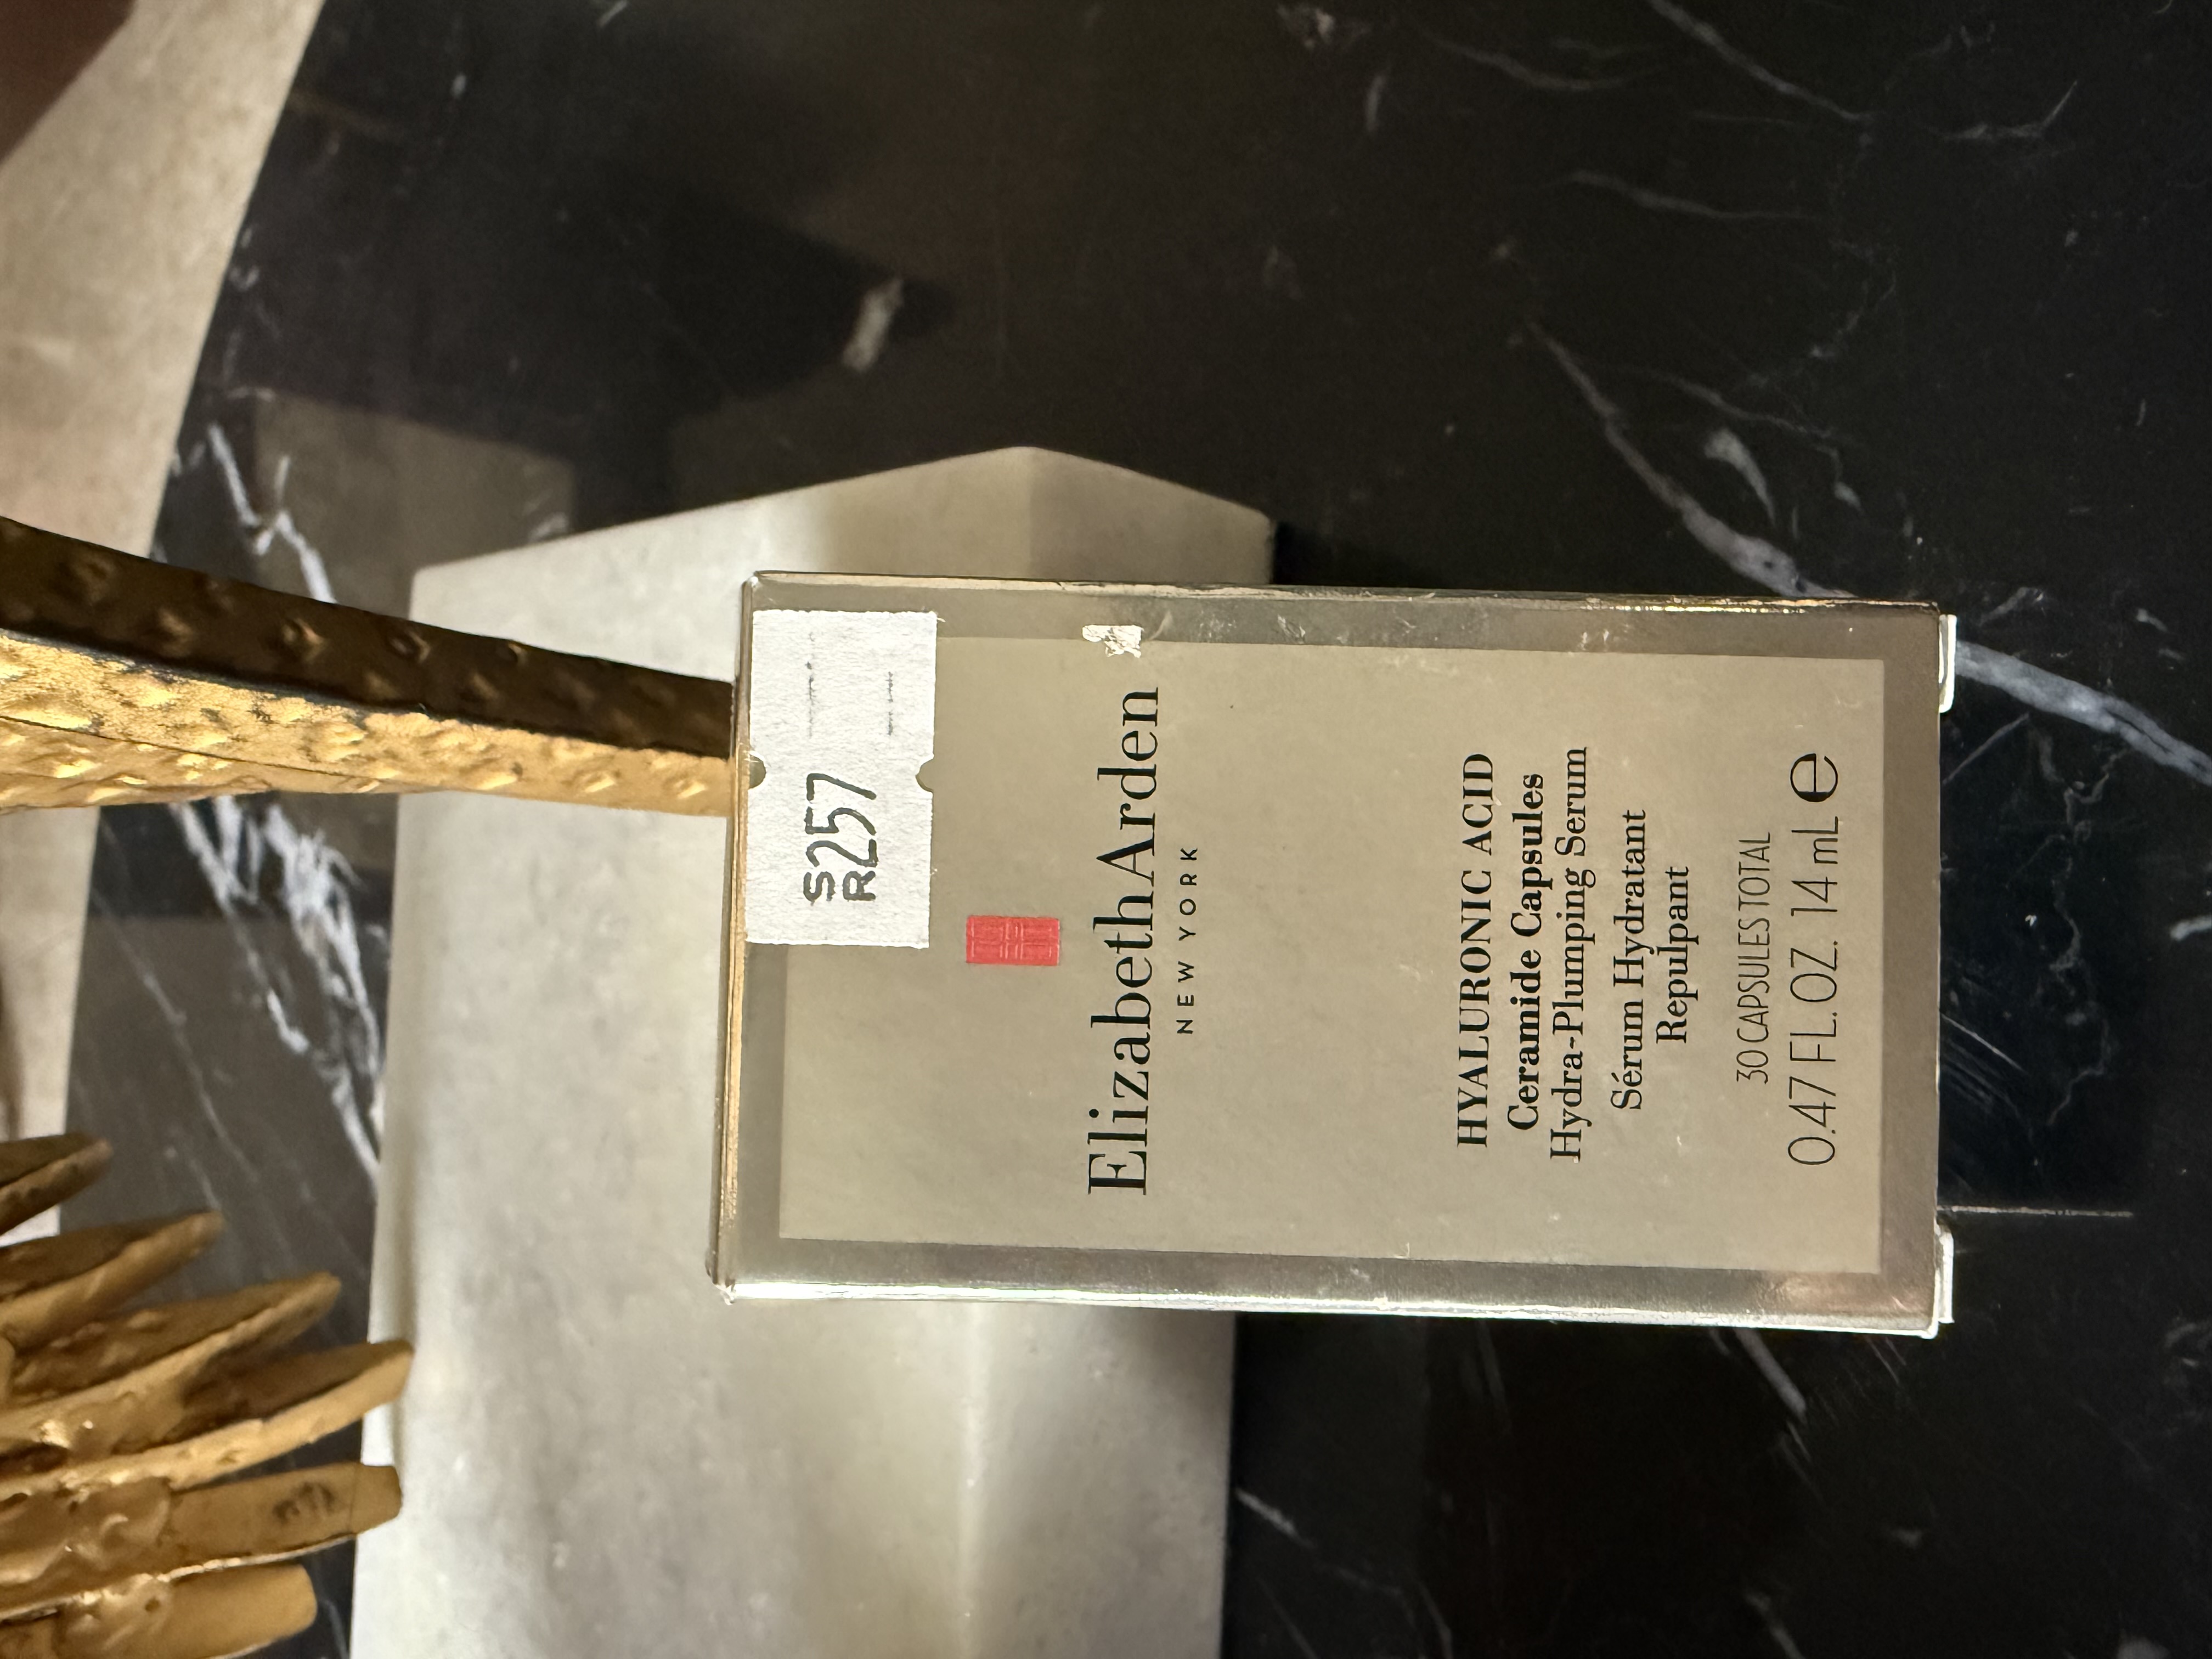 S257
R
ElizabethArden
NEW YORK
HYALURONIC ACID
Ceramide Capsules
Hydra-Plumping Serum
Sérum Hydratant
Repulpant
30 CAPSULES TOTAL
0.47 FL. OZ. 14 mL e